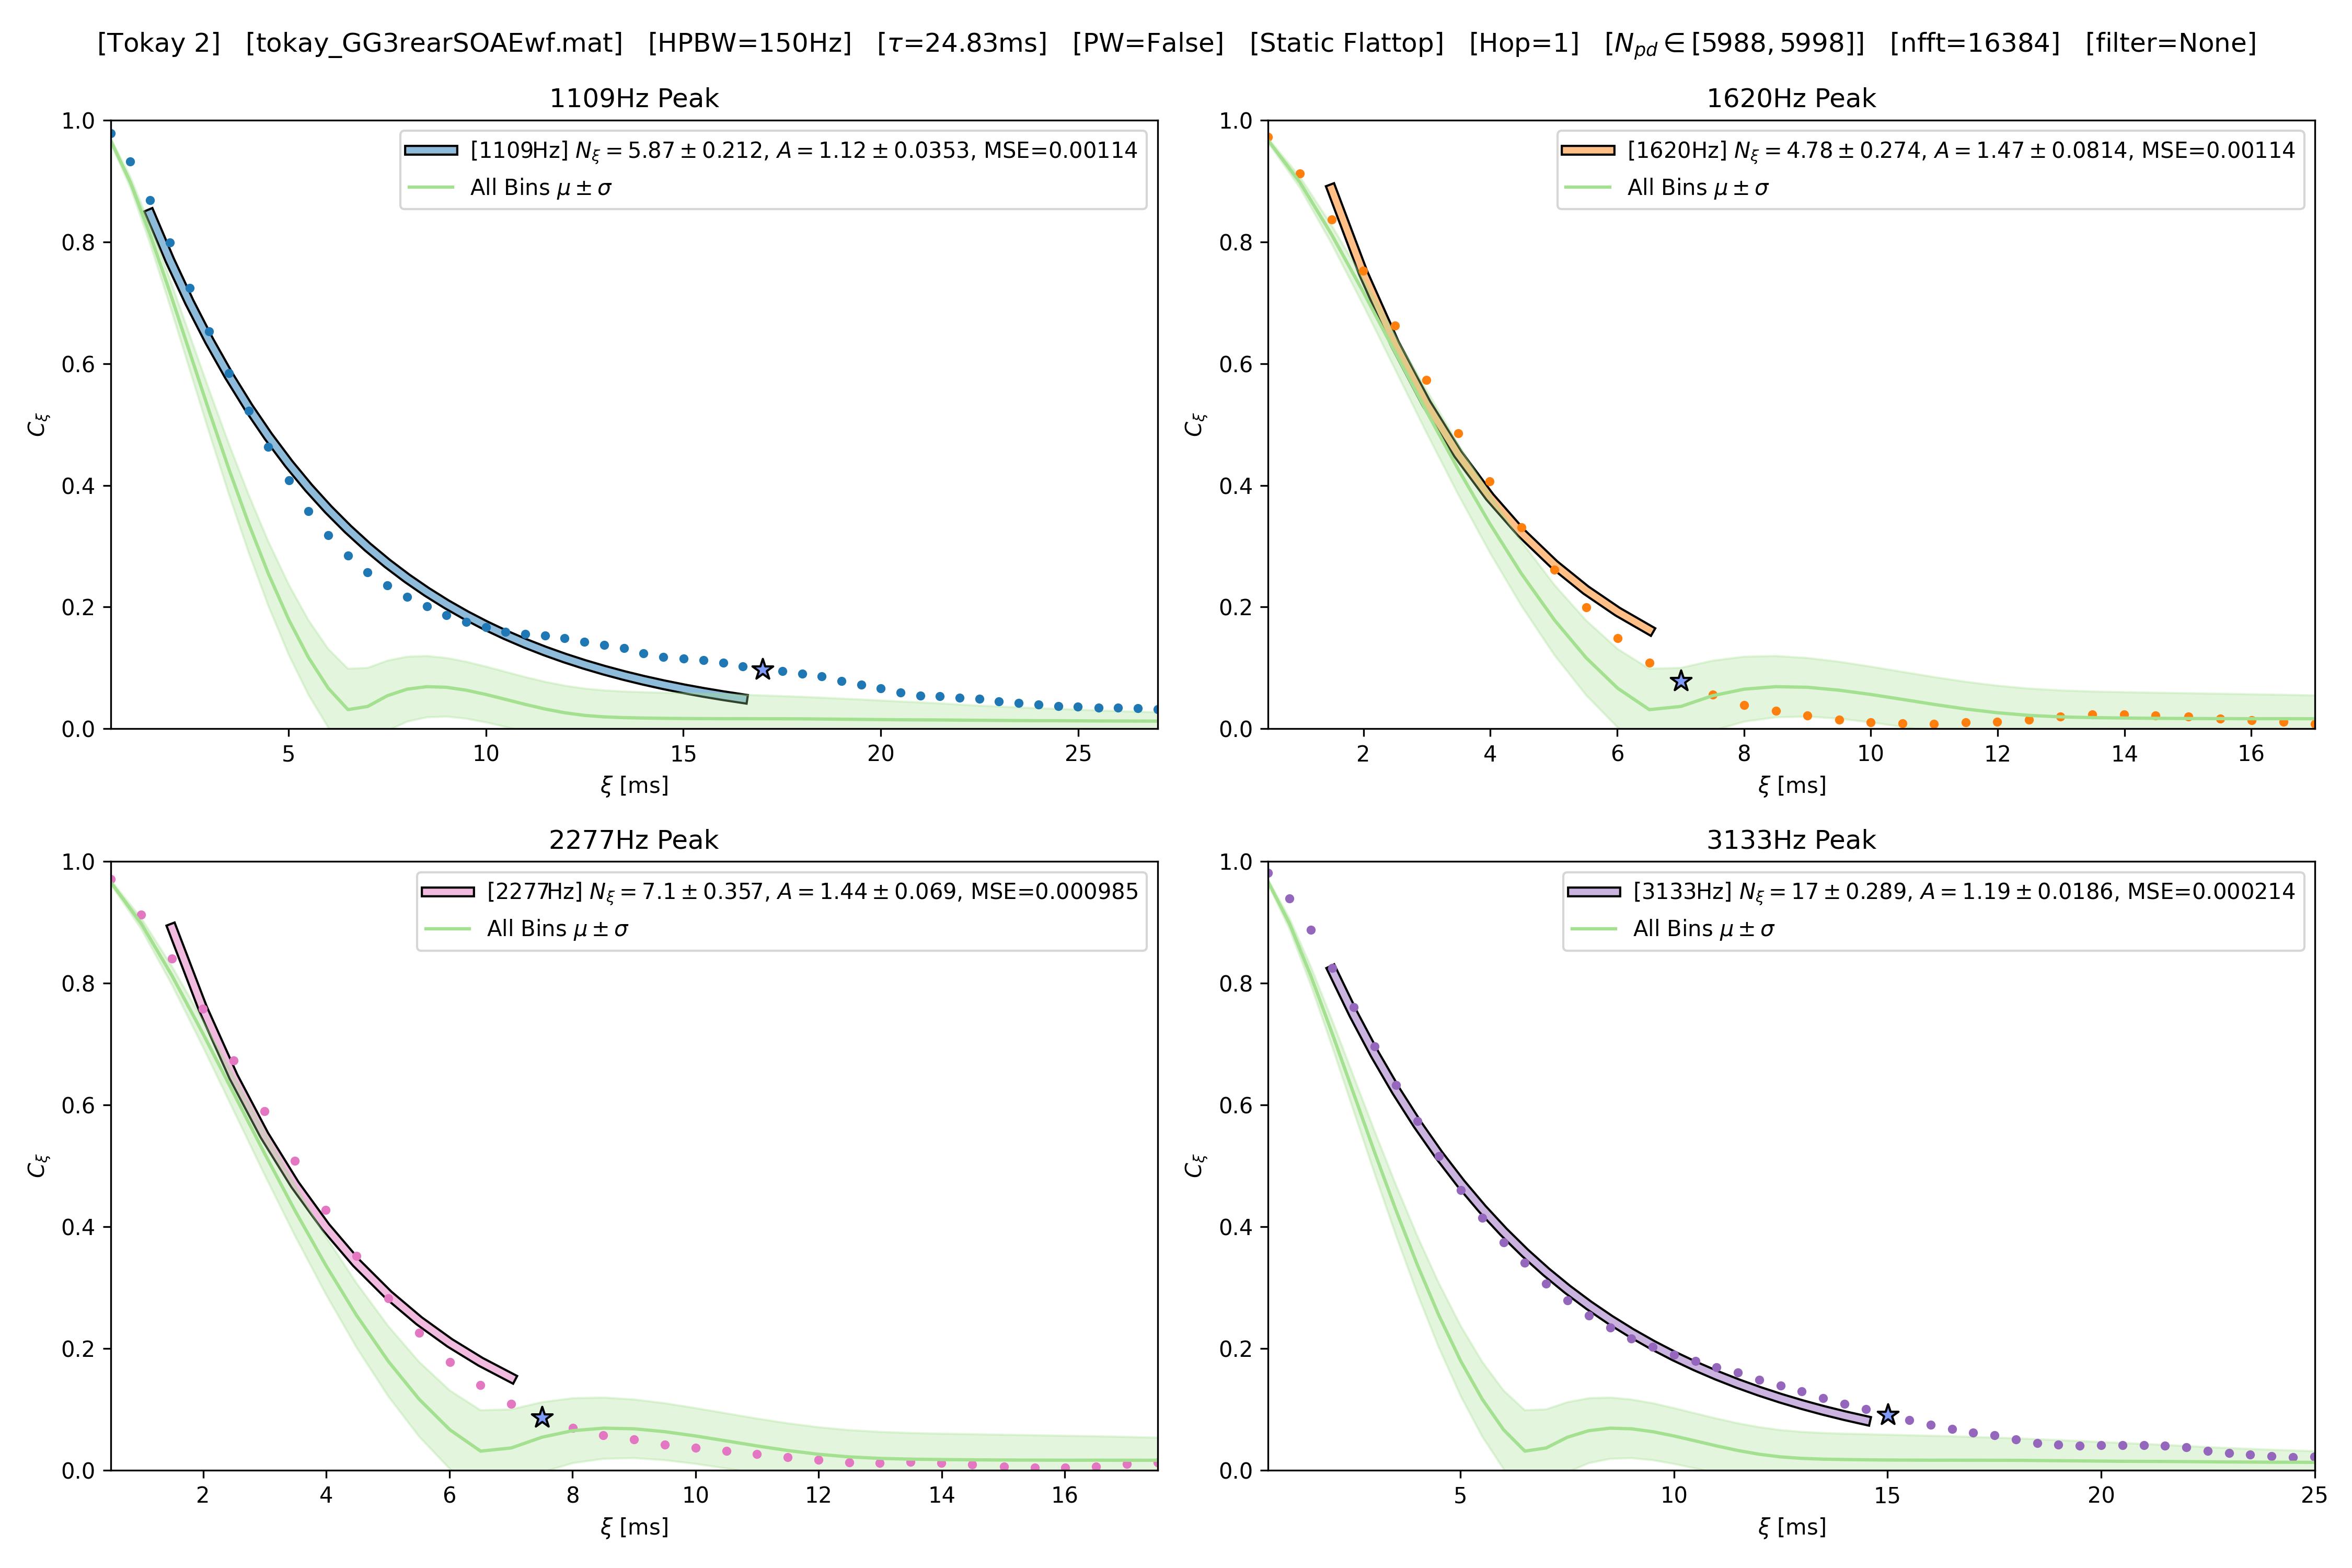 [Tokay 2]   [tokay_GG3rearSOAEwf.mat]   [HPBW=150Hz]   [τ=24.83ms]   [PW=False]   [Static Flattop]   [Hop=1]   [N_pd ∈ [5988, 5998]]   [nfft=16384]   [filter=None]
1109Hz Peak
[1109Hz] N_ξ = 5.87 ± 0.212, A = 1.12 ± 0.0353, MSE=0.00114
All Bins μ ± σ
1.0
0.8
0.6
0.4
0.2
0.0
C_ξ
5 10 15 20 25
ξ [ms]
1620Hz Peak
[1620Hz] N_ξ = 4.78 ± 0.274, A = 1.47 ± 0.0814, MSE=0.00114
All Bins μ ± σ
1.0
0.8
0.6
0.4
0.2
0.0
C_ξ
2 4 6 8 10 12 14 16
ξ [ms]
2277Hz Peak
[2277Hz] N_ξ = 7.1 ± 0.357, A = 1.44 ± 0.069, MSE=0.000985
All Bins μ ± σ
1.0
0.8
0.6
0.4
0.2
0.0
C_ξ
2 4 6 8 10 12 14 16
ξ [ms]
3133Hz Peak
[3133Hz] N_ξ = 17 ± 0.289, A = 1.19 ± 0.0186, MSE=0.000214
All Bins μ ± σ
1.0
0.8
0.6
0.4
0.2
0.0
C_ξ
5 10 15 20 25
ξ [ms]